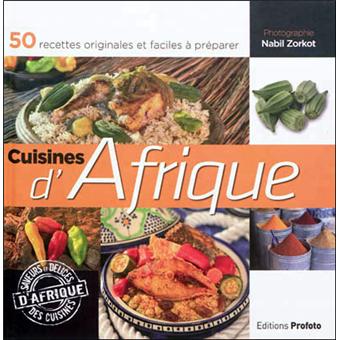 50 recettes originales et faciles à préparer
Photographie
Nabil Zorkot
Cuisines
d'Afrique
SAVEURS ET DÉLICES
D'AFRIQUE
DES CUISINES
Editions Profoto